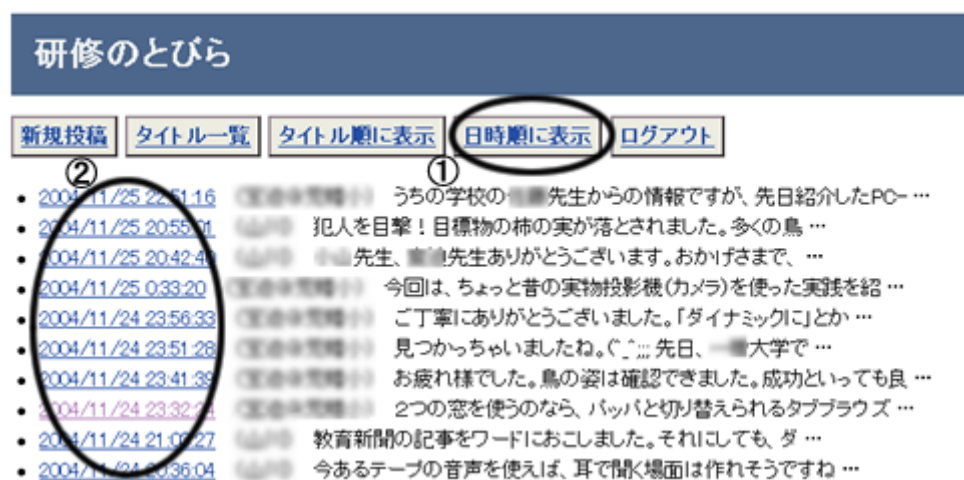 研修のとびら
新規投稿 タイトル一覧 タイトル順に表示 日時順に表示 ログアウト
② ①
• 2004/11/25 22:51:16 うちの学校の 先生からの情報ですが、先日紹介したPC- …
• 2004/11/25 20:55:01 犯人を目撃!目標物の柿の実が落とされました。多くの鳥 …
• 2004/11/25 20:42:4 先生、 先生ありがとうございます。おかげさまで、 …
• 2004/11/25 0:33:20 今回は、ちょっと昔の実物投影機(カメラ)を使った実践を紹 …
• 2004/11/24 23:56:33 ご丁寧にありがとうございました。「ダイナミックに」とか …
• 2004/11/24 23:51:28 見つかっちゃいましたね。(^_^;;; 先日、 大学で …
• 2004/11/24 23:41:39 お疲れ様でした。鳥の姿は確認できました。成功といっても良 …
• 2004/11/24 23:32: 2つの窓を使うのなら、バッバと切り替えられるタブブラウズ …
• 2004/11/24 21:0 :27 教育新聞の記事をワードにおこしました。それにしても、ダ …
• 2004/11/24 20:36:04 今あるテープの音声を使えば、耳で聞く場面は作れそうですね …